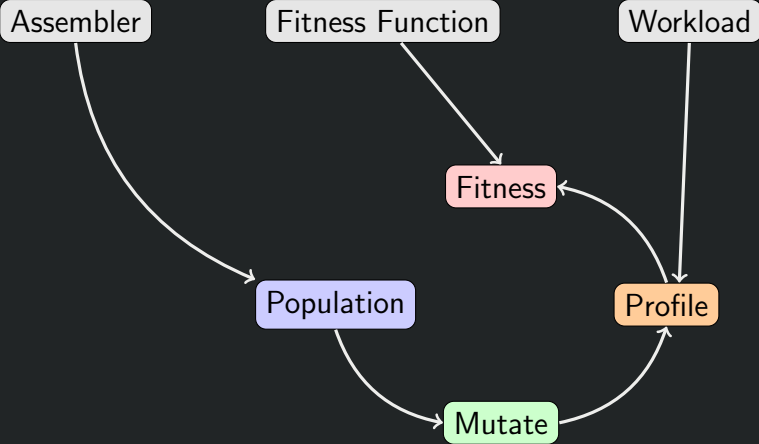 Assembler
Fitness Function
Workload
Fitness
Population
Profile
Mutate